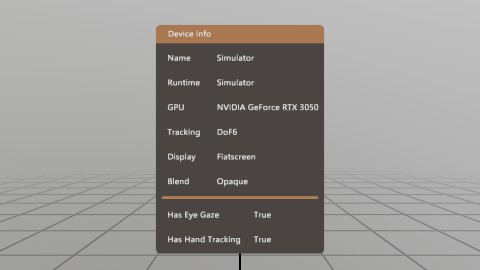 Device Info
Name Simulator
Runtime Simulator
GPU NVIDIA GeForce RTX 3050
Tracking DoF6
Display Flatscreen
Blend Opaque
Has Eye Gaze True
Has Hand Tracking True